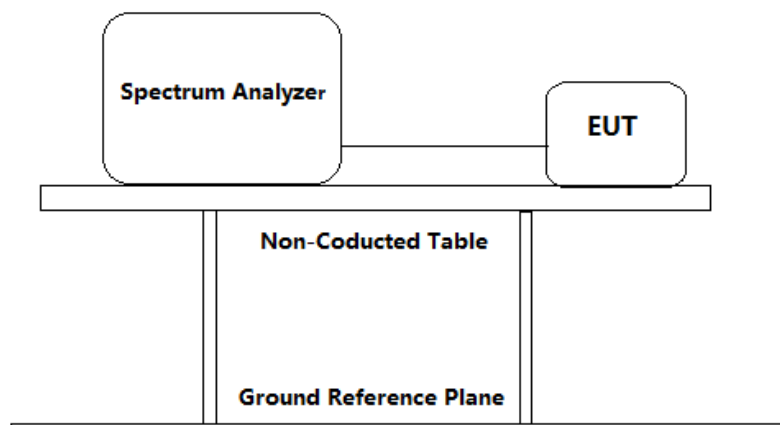 Spectrum Analyzer
EUT
Non-Coducted Table
Ground Reference Plane